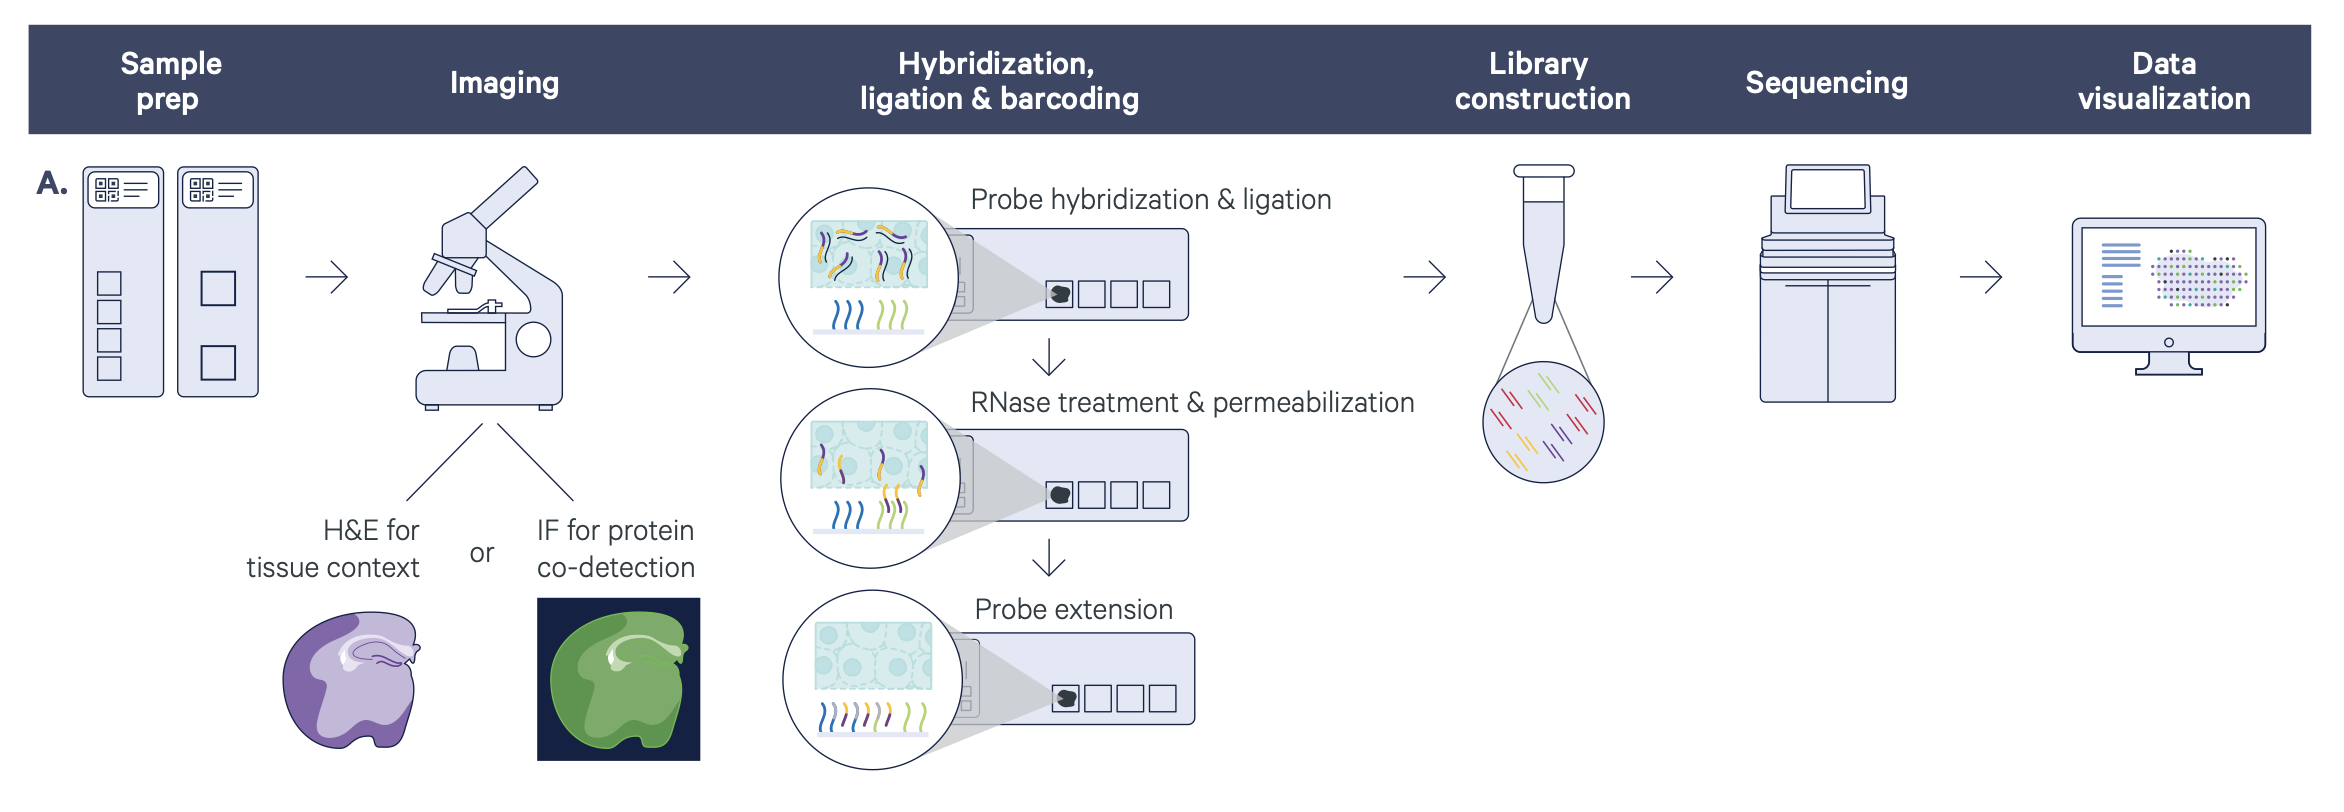 Sample
prep
Imaging
Hybridization,
ligation & barcoding
Library
construction
Sequencing
Data
visualization
A.
Probe hybridization & ligation
RNase treatment & permeabilization
Probe extension
H&E for
tissue context
or
IF for protein
co-detection